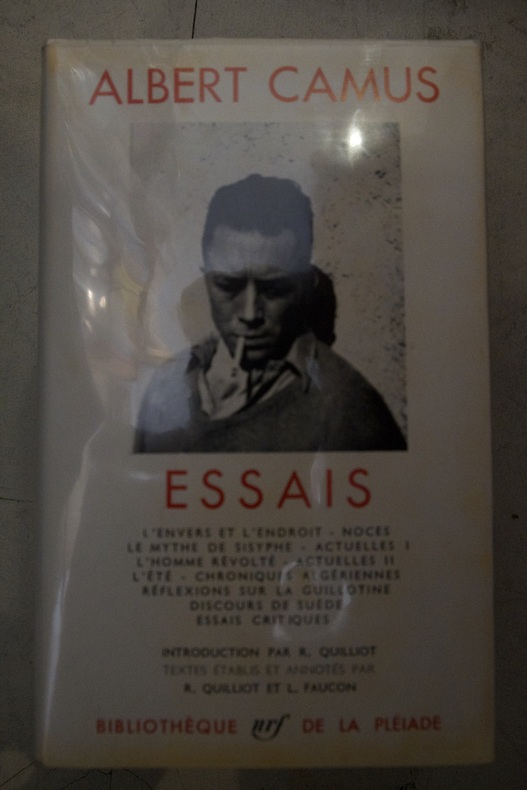 ALBERT CAMUS
ESSAIS
L'ENVERS ET L'ENDROIT - NOCES
LE MYTHE DE SISYPHE - ACTUELLES I
L'HOMME RÉVOLTÉ - ACTUELLES II
L'ÉTÉ - CHRONIQUES ALGÉRIENNES
RÉFLEXIONS SUR LA GUILLOTINE
DISCOURS DE SUÈDE
ESSAIS CRITIQUES
INTRODUCTION PAR R. QUILLIOT
TEXTES ÉTABLIS ET ANNOTÉS PAR
R. QUILLIOT ET L. FAUCON
BIBLIOTHÈQUE nrf DE LA PLÉIADE